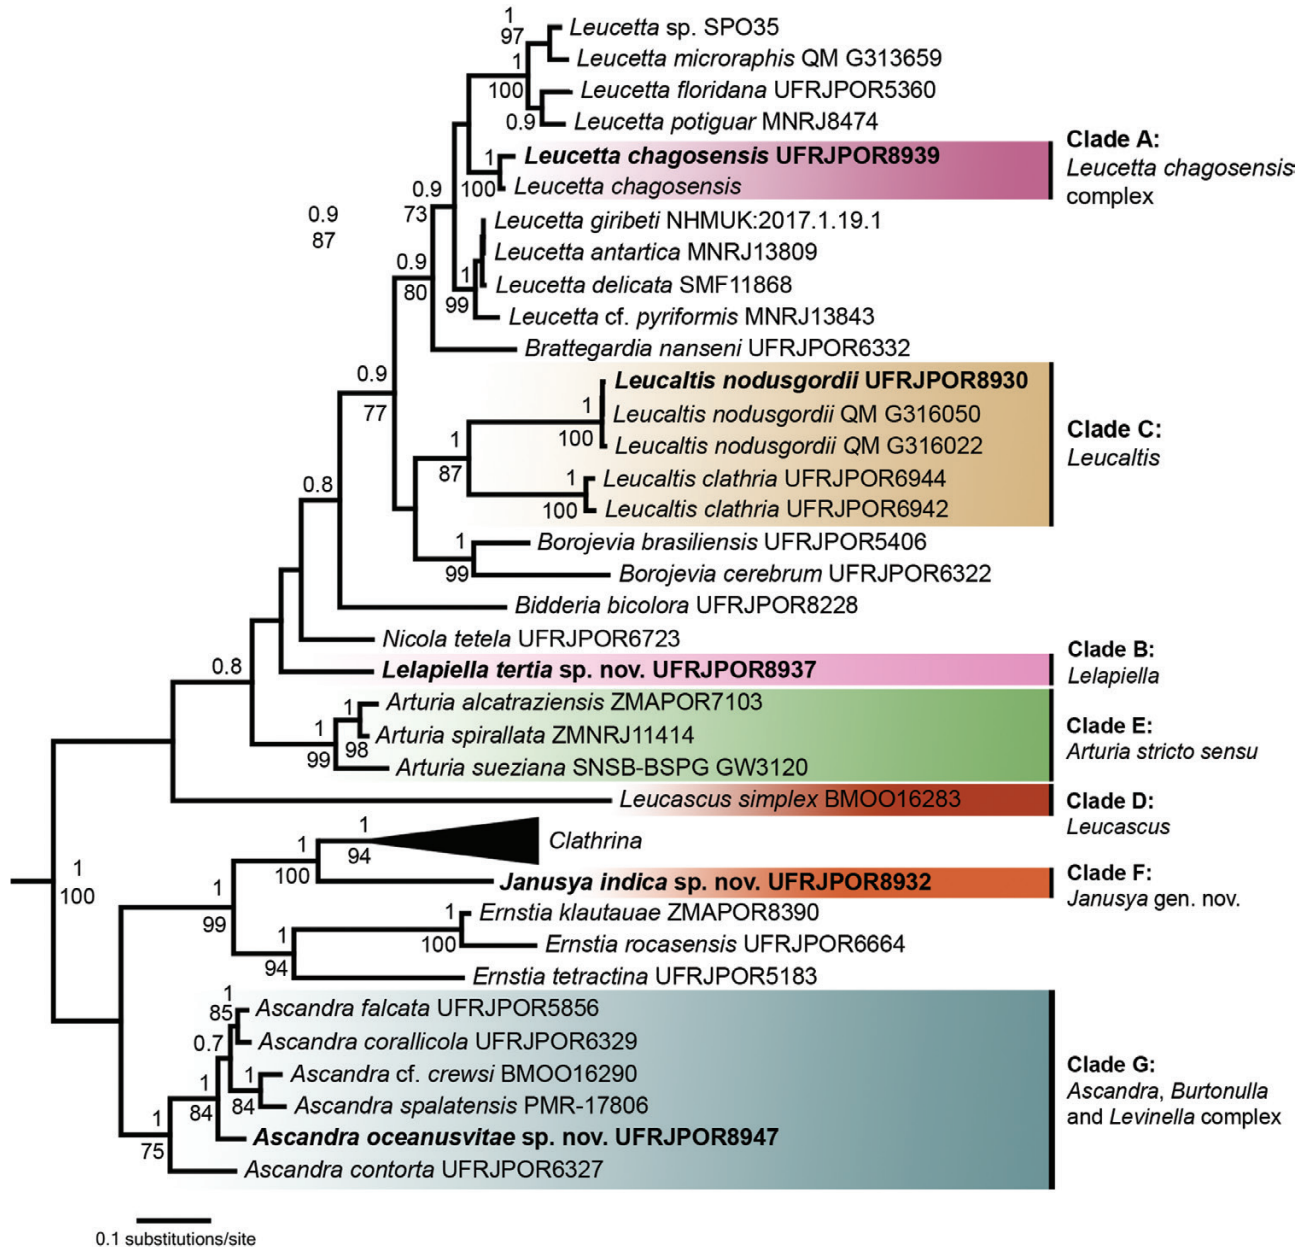 1
97
Leucetta sp. SPO35
Leucetta microraphis QM G313659
1
100
Leucetta floridana UFRJPOR5360
0.9
Leucetta potiguar MNRJ8474
Clade A:
Leucetta chagosensis
complex
1
100
Leucetta chagosensis UFRJPOR8939
Leucetta chagosensis
0.9
73
0.9
87
Leucetta giribeti NHMUK:2017.1.19.1
Leucetta antartica MNRJ13809
0.9
80
1
99
Leucetta delicata SMF11868
Leucetta cf. pyriformis MNRJ13843
Brattegardia nanseni UFRJPOR6332
0.9
77
Leucaltis nodusgordii UFRJPOR8930
1
100
Leucaltis nodusgordii QM G316050
Leucaltis nodusgordii QM G316022
Clade C:
Leucaltis
1
87
1
100
Leucaltis clathria UFRJPOR6944
Leucaltis clathria UFRJPOR6942
0.8
1
99
Borojevia brasiliensis UFRJPOR5406
Borojevia cerebrum UFRJPOR6322
Bidderia bicolora UFRJPOR8228
Nicola tetela UFRJPOR6723
Lelapiella tertia sp. nov. UFRJPOR8937
Clade B:
Lelapiella
0.8
1
99
1
98
Arturia alcatraziensis ZMAPOR7103
Arturia spirallata ZMNRJ11414
Arturia sueziana SNSB-BSPG GW3120
Clade E:
Arturia stricto sensu
Leucascus simplex BMOO16283
Clade D:
Leucascus
1
94
Clathrina
1
100
1
100
Janusya indica sp. nov. UFRJPOR8932
Clade F:
Janusya gen. nov.
1
99
1
100
Ernstia klautauae ZMAPOR8390
Ernstia rocasensis UFRJPOR6664
1
94
Ernstia tetractina UFRJPOR5183
1
85
Ascandra falcata UFRJPOR5856
0.7
Ascandra corallicola UFRJPOR6329
1
84
Ascandra cf. crewsi BMOO16290
Ascandra spalatensis PMR-17806
Clade G:
Ascandra, Burtonulla
and Levinella complex
1
84
Ascandra oceanusvitae sp. nov. UFRJPOR8947
1
75
Ascandra contorta UFRJPOR6327
0.1 substitutions/site